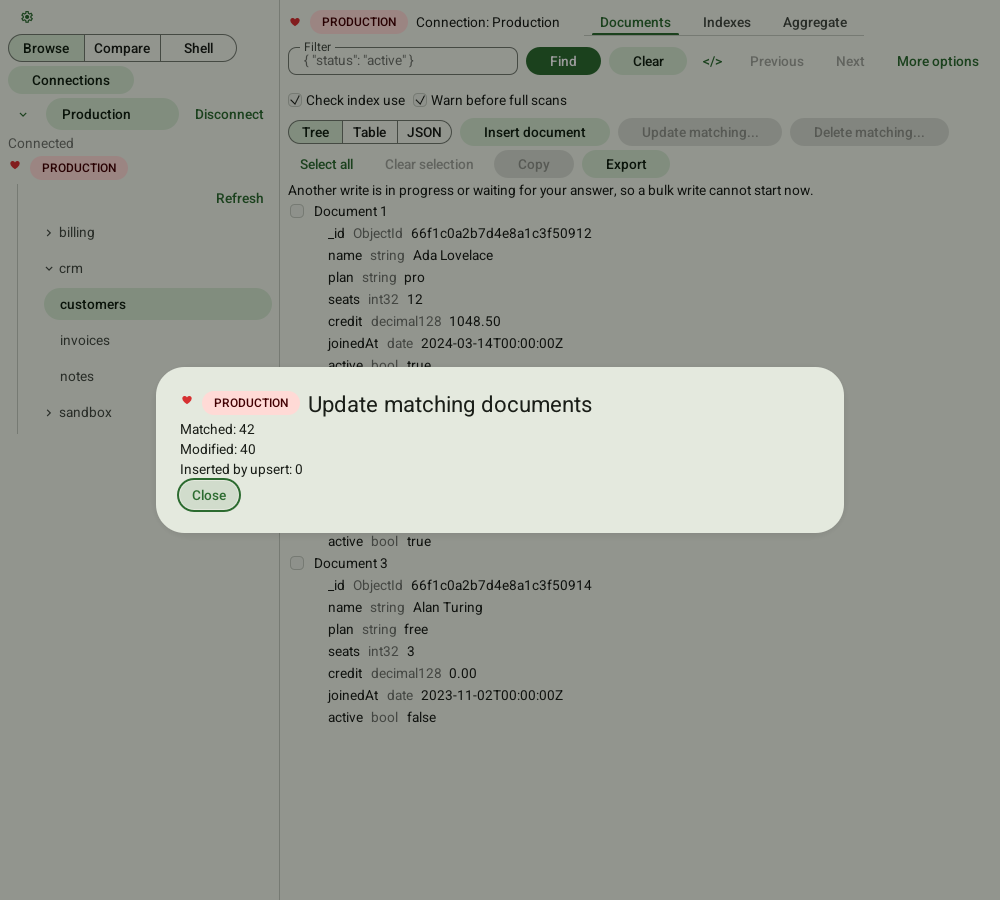 Browse Compare Shell
Connections
Production Disconnect
Connected
PRODUCTION
Refresh
billing
crm
customers
invoices
notes
sandbox
PRODUCTION Connection: Production Documents Indexes Aggregate
Filter
{ "status": "active" } Find Clear </> Previous Next More options
Check index use Warn before full scans
Tree Table JSON Insert document Update matching... Delete matching...
Select all Clear selection Copy Export
Another write is in progress or waiting for your answer, so a bulk write cannot start now.
Document 1
_id ObjectId 66f1c0a2b7d4e8a1c3f50912
name string Ada Lovelace
plan string pro
seats int32 12
credit decimal128 1048.50
joinedAt date 2024-03-14T00:00:00Z
active bool true
PRODUCTION Update matching documents
Matched: 42
Modified: 40
Inserted by upsert: 0
Close
active bool true
Document 3
_id ObjectId 66f1c0a2b7d4e8a1c3f50914
name string Alan Turing
plan string free
seats int32 3
credit decimal128 0.00
joinedAt date 2023-11-02T00:00:00Z
active bool false